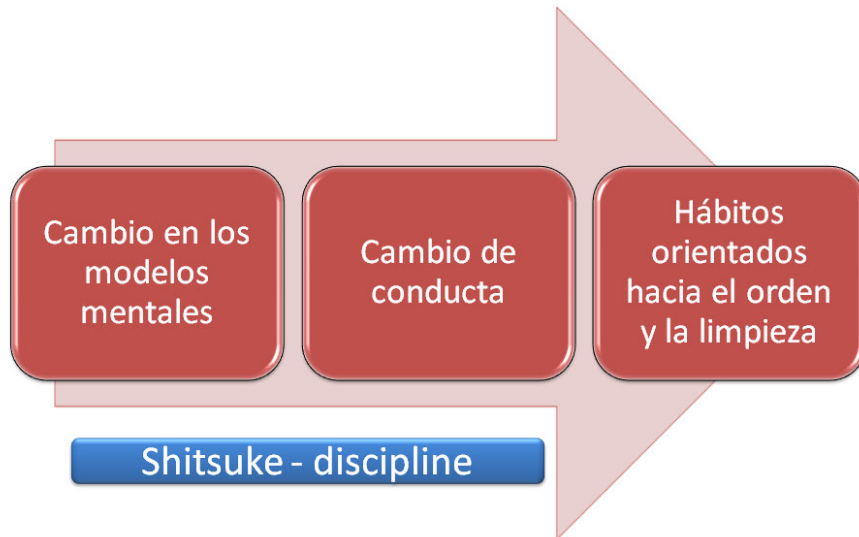 Cambio en los
modelos
mentales
Cambio de
conducta
Hábitos
orientados
hacia el orden
y la limpieza
Shitsuke - discipline